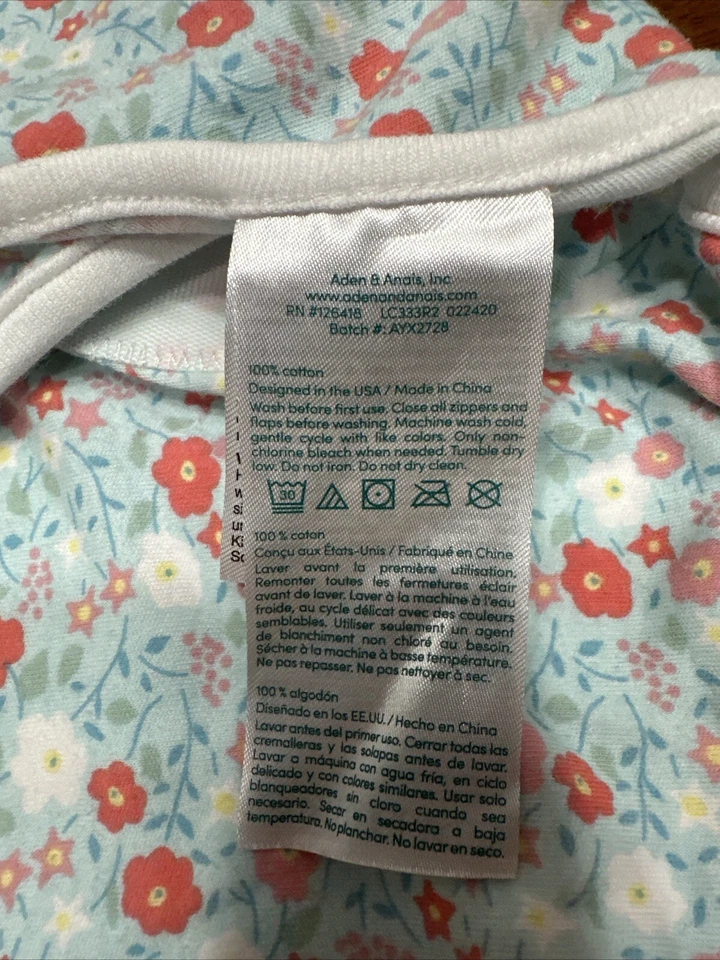 Aden & Anais, Inc
www.adenandanais.com
RN #126418 LC333R2 022420
Batch #: AYX2728
100% cotton
Designed in the USA / Made in China
Wash before first use. Close all zippers and
flaps before washing. Machine wash cold,
gentle cycle with like colors. Only non-
chlorine bleach when needed. Tumble dry
low. Do not iron. Do not dry clean.
30
100 % coton
Conçu aux États-Unis / Fabriqué en Chine
Laver avant la première utilisation.
Remonter toutes les fermetures éclair
avant de laver. Laver à la machine à l'eau
froide, au cycle délicat avec des couleurs
semblables. Utiliser seulement un agent
de blanchiment non chloré au besoin.
Sécher à la machine à basse température.
Ne pas repasser. Ne pas nettoyer à sec.
100 % algodón
Diseñado en los EE.UU. / Hecho en China
Lavar antes del primer uso. Cerrar todas las
cremalleras y las solapas antes de lavar.
Lavar a máquina con agua fría, en ciclo
delicado y con colores similares. Usar solo
blanqueadores sin cloro cuando sea
necesario. Secar en secadora a baja
temperatura. No planchar. No lavar en seco.